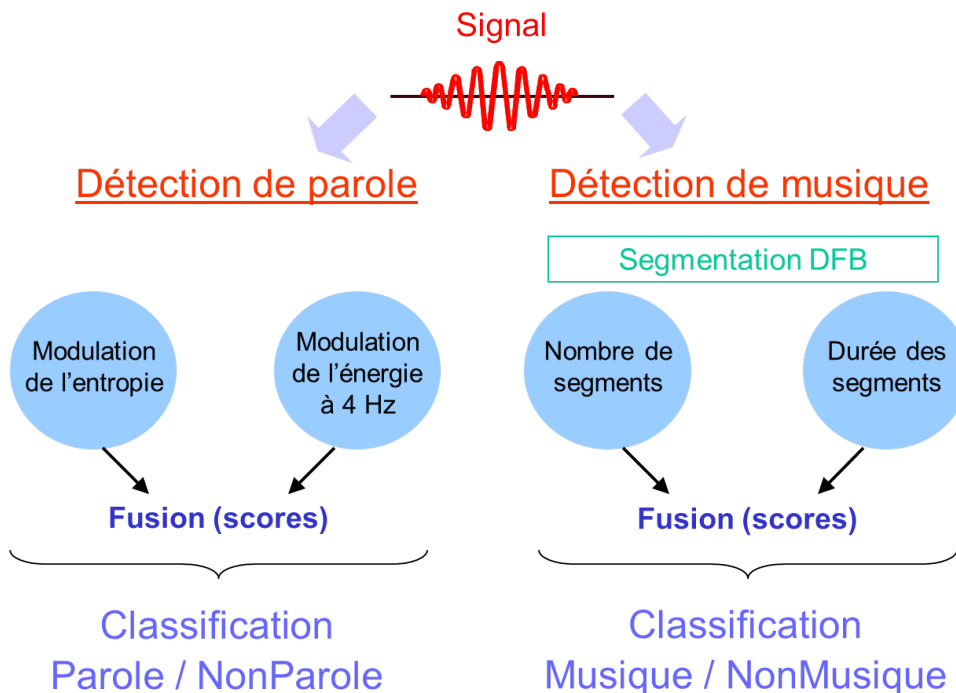 Signal
Détection de parole
Modulation
de l'entropie
Modulation
de l'énergie
à 4 Hz
Fusion (scores)
Classification
Parole / NonParole
Détection de musique
Segmentation DFB
Nombre de
segments
Durée des
segments
Fusion (scores)
Classification
Musique / NonMusique